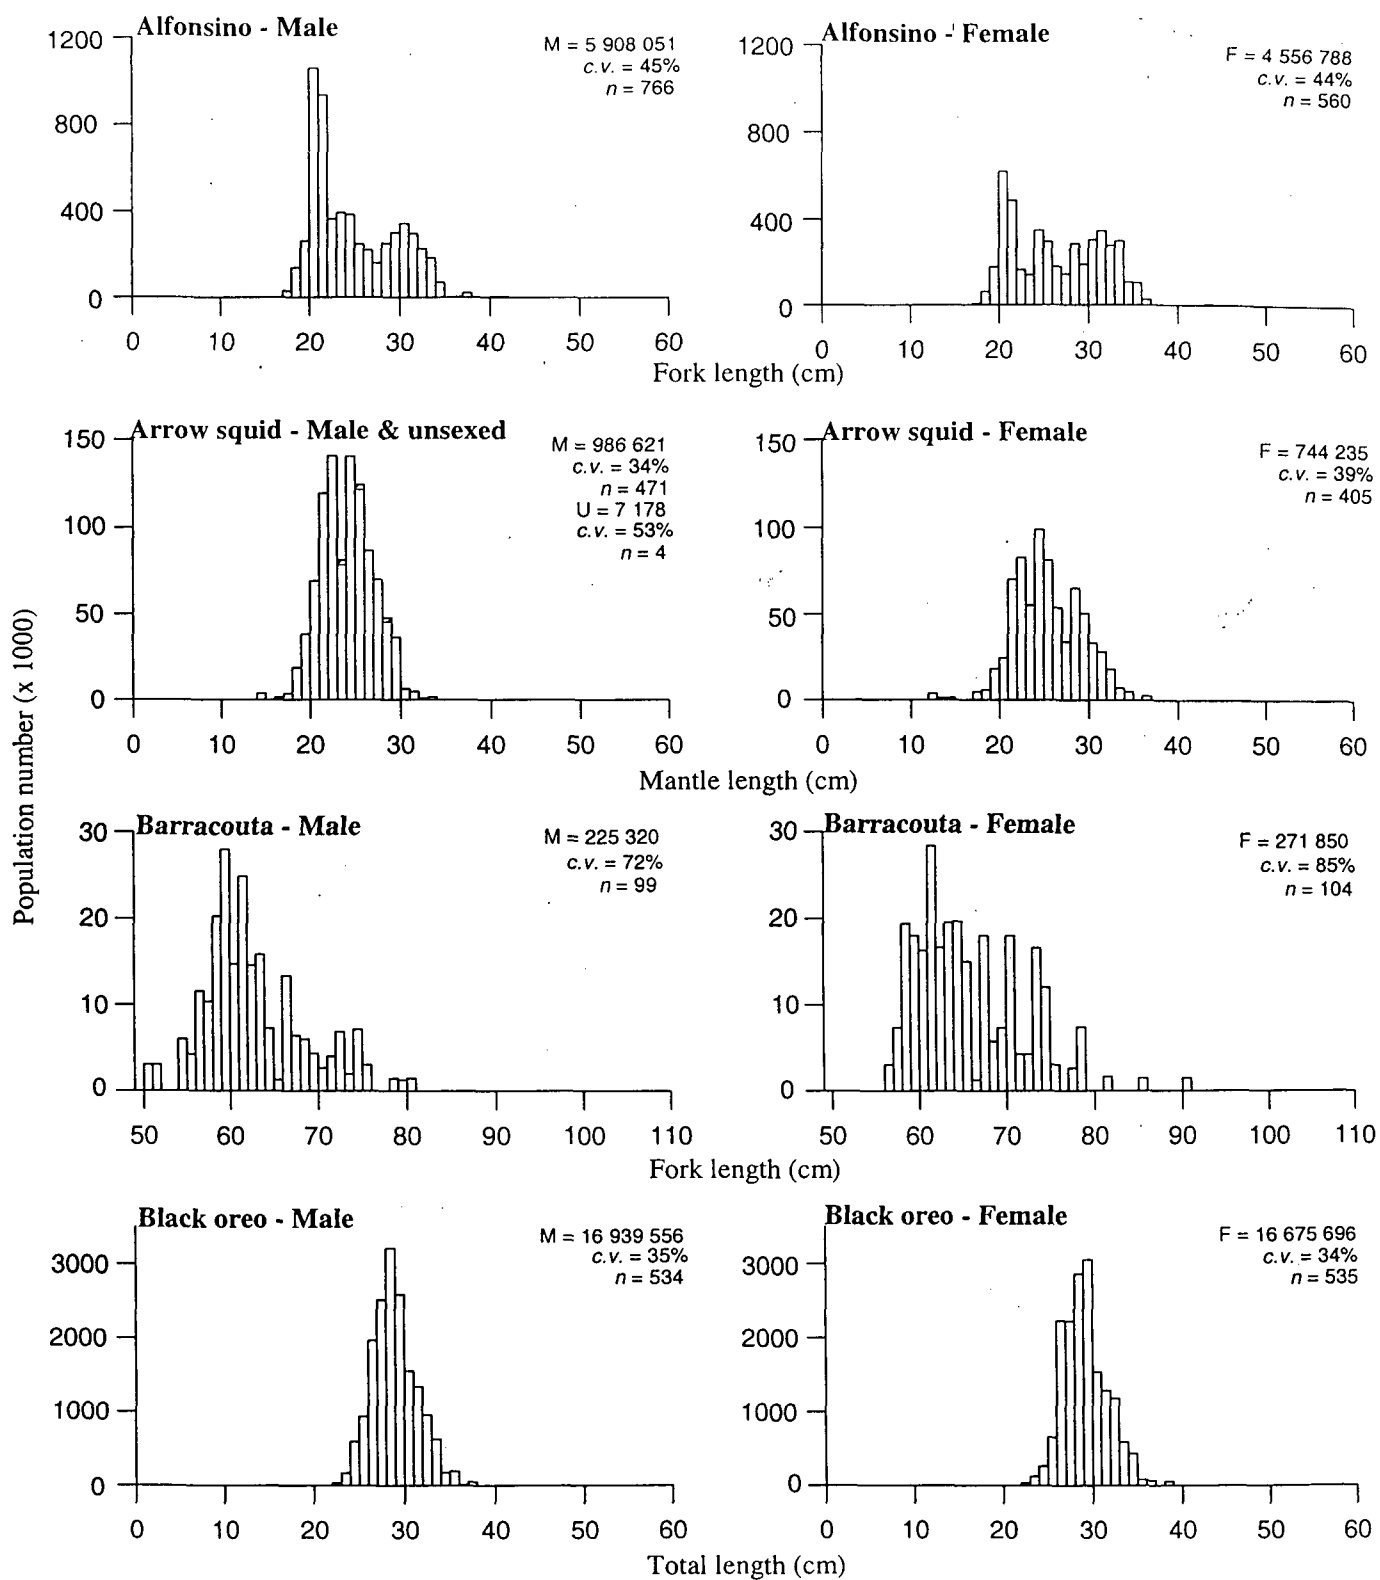 Alfonsino - Male
M = 5 908 051
c.v. = 45%
n = 766
1200
800
400
0
0 10 20 30 40 50 60
Alfonsino - Female
F = 4 556 788
c.v. = 44%
n = 560
1200
800
400
0
0 10 20 30 40 50 60
Fork length (cm)
Arrow squid - Male & unsexed
M = 986 621
c.v. = 34%
n = 471
U = 7 178
c.v. = 53%
n = 4
150
100
50
0
0 10 20 30 40 50 60
Arrow squid - Female
F = 744 235
c.v. = 39%
n = 405
150
100
50
0
0 10 20 30 40 50 60
Mantle length (cm)
Population number (x 1000)
Barracouta - Male
M = 225 320
c.v. = 72%
n = 99
30
20
10
0
50 60 70 80 90 100 110
Barracouta - Female
F = 271 850
c.v. = 85%
n = 104
30
20
10
0
50 60 70 80 90 100 110
Fork length (cm)
Black oreo - Male
M = 16 939 556
c.v. = 35%
n = 534
3000
2000
1000
0
0 10 20 30 40 50 60
Black oreo - Female
F = 16 675 696
c.v. = 34%
n = 535
3000
2000
1000
0
0 10 20 30 40 50 60
Total length (cm)